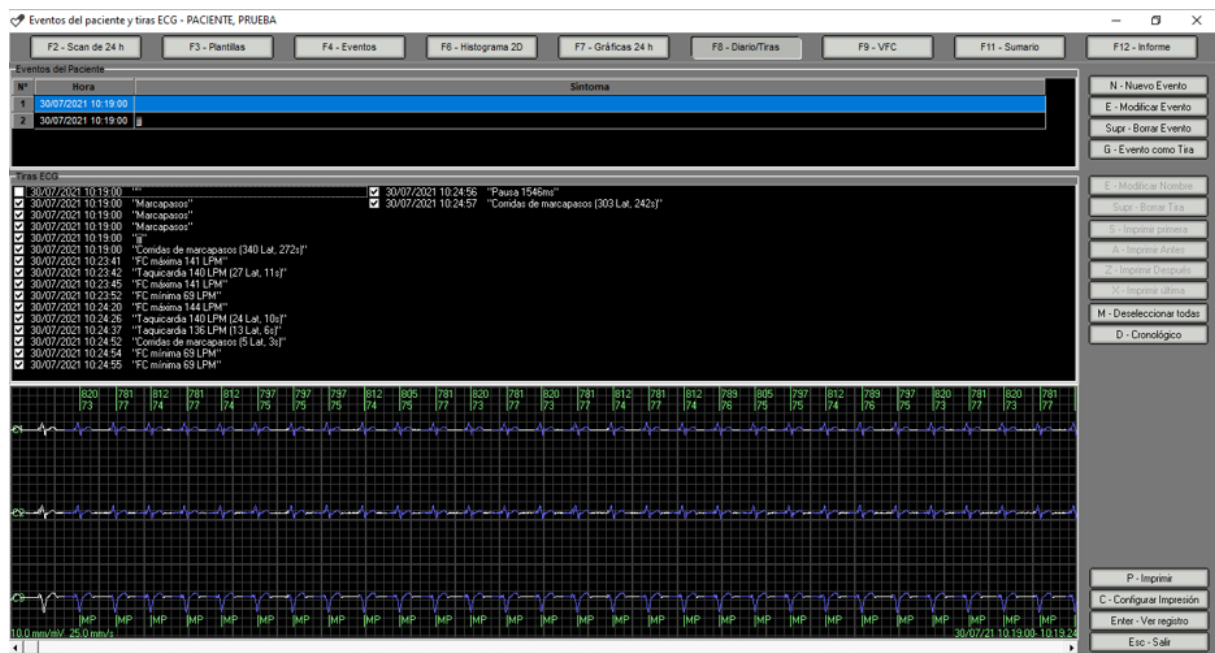 Eventos del paciente y tiras ECG - PACIENTE, PRUEBA
F2 - Scan de 24 h
F3 - Plantillas
F4 - Eventos
F6 - Histograma 2D
F7 - Gráficas 24 h
F8 - Diario/Tiras
F9 - VFC
F11 - Sumario
F12 - Informe
Eventos del Paciente
Nº Hora Síntoma
1 30/07/2021 10:19:00
2 30/07/2021 10:19:00
N - Nuevo Evento
E - Modificar Evento
Supr - Borrar Evento
G - Evento como Tira
Tiras ECG
30/07/2021 10:19:00 ""
30/07/2021 10:19:00 "Marcapasos"
30/07/2021 10:19:00 "Marcapasos"
30/07/2021 10:19:00 "Marcapasos"
30/07/2021 10:19:00
30/07/2021 10:19:00 "Corridas de marcapasos (340 Lat, 272s)"
30/07/2021 10:23:41 "FC máxima 141 LPM"
30/07/2021 10:23:42 "Taquicardia 140 LPM (27 Lat, 11s)"
30/07/2021 10:23:45 "FC máxima 141 LPM"
30/07/2021 10:23:52 "FC mínima 69 LPM"
30/07/2021 10:24:20 "FC máxima 144 LPM"
30/07/2021 10:24:26 "Taquicardia 140 LPM (24 Lat, 10s)"
30/07/2021 10:24:37 "Taquicardia 136 LPM (13 Lat, 6s)"
30/07/2021 10:24:52 "Corridas de marcapasos (5 Lat, 3s)"
30/07/2021 10:24:54 "FC mínima 69 LPM"
30/07/2021 10:24:55 "FC mínima 69 LPM"
30/07/2021 10:24:56 "Pausa 1546ms"
30/07/2021 10:24:57 "Corridas de marcapasos (303 Lat, 242s)"
E - Modificar Nombre
Supr - Borrar Tira
S - Imprimir primera
A - Imprimir Antes
Z - Imprimir Después
X - Imprimir última
M - Deseleccionar todas
D - Cronológico
820 781 812 781 812 797 797 797 812 805 781 820 781 820 781 812 781 812 789 805 797 812 789 797 820 781 820 781
73 77 74 77 74 75 75 75 74 75 77 73 77 73 77 74 77 74 76 75 75 74 76 75 73 77 73 77
C1
C2
C3
MP MP MP MP MP MP MP MP MP MP MP MP MP MP MP MP MP MP MP MP MP MP MP MP MP MP MP MP
10.0 mm/mV 25.0 mm/s
30/07/21 10:19:00-10:19:24
P - Imprimir
C - Configurar Impresión
Enter - Ver registro
Esc - Salir